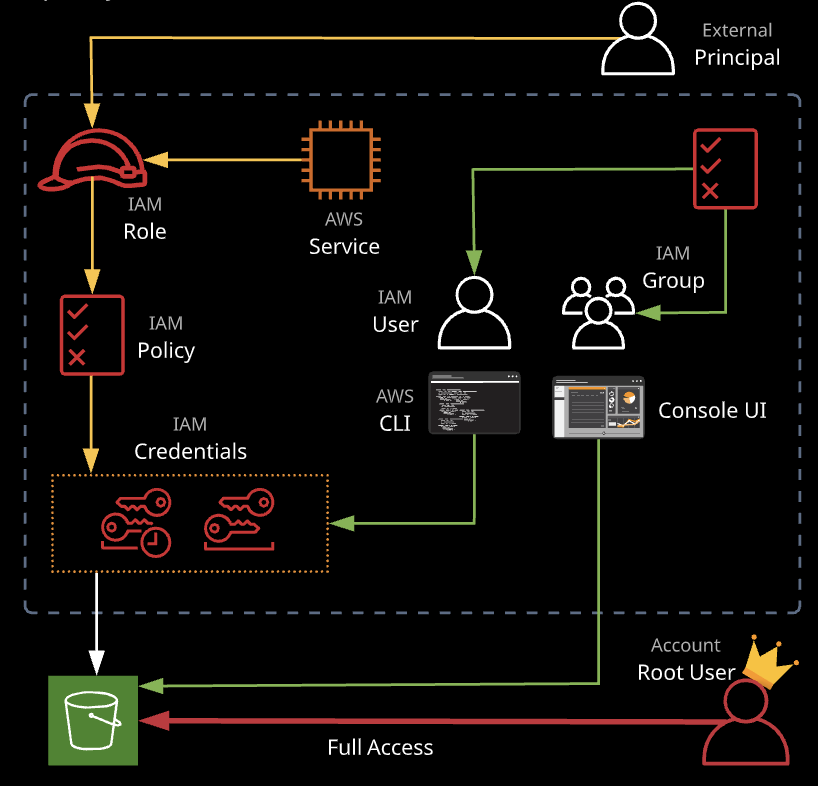 External
Principal
IAM
Role
AWS
Service
IAM
Group
IAM
User
IAM
Policy
AWS
CLI
Console UI
IAM
Credentials
Account
Root User
Full Access